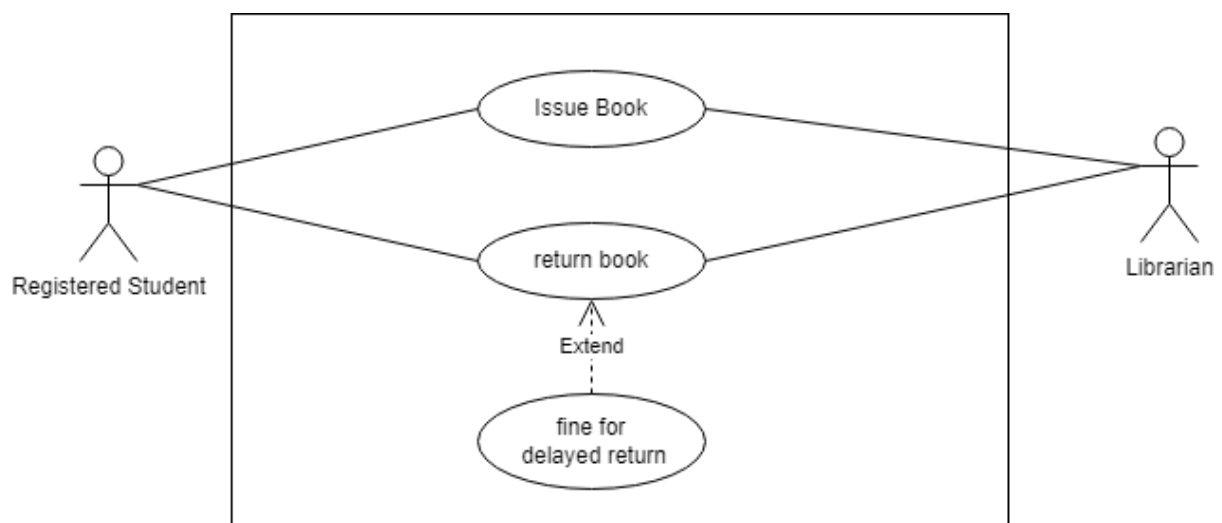 Issue Book
Registered Student
return book
Librarian
Extend
fine for
delayed return